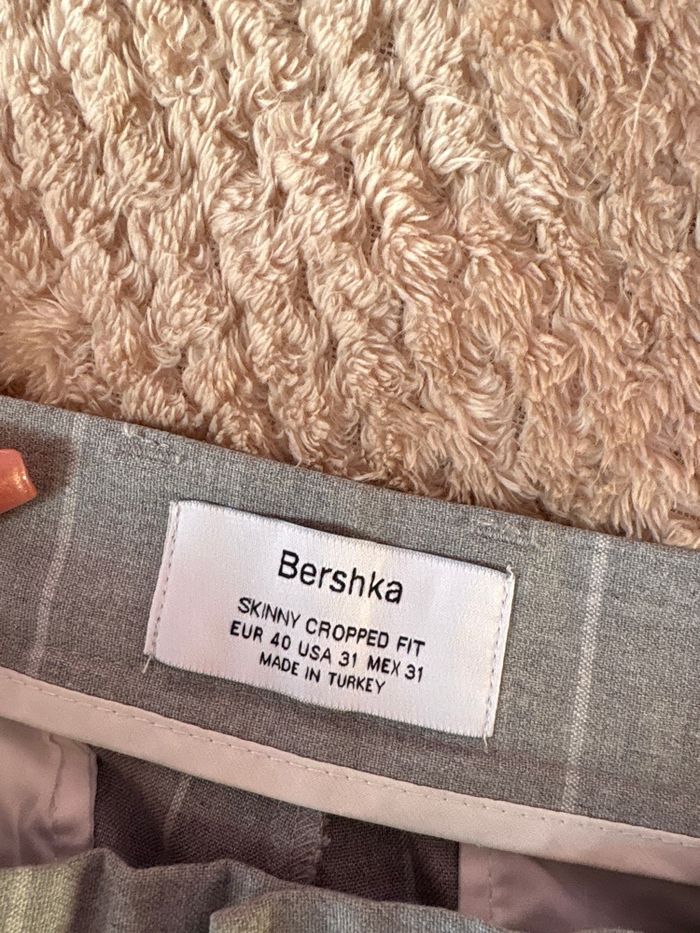 Bershka
SKINNY CROPPED FIT
EUR 40 USA 31 MEX 31
MADE IN TURKEY